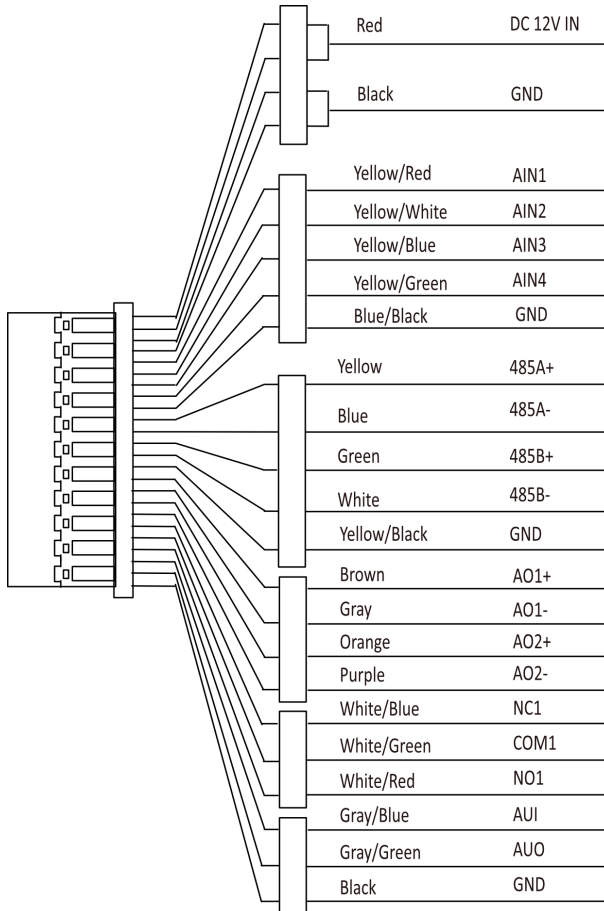 Red DC 12V IN
Black GND
Yellow/Red AIN1
Yellow/White AIN2
Yellow/Blue AIN3
Yellow/Green AIN4
Blue/Black GND
Yellow 485A+
Blue 485A-
Green 485B+
White 485B-
Yellow/Black GND
Brown AO1+
Gray AO1-
Orange AO2+
Purple AO2-
White/Blue NC1
White/Green COM1
White/Red NO1
Gray/Blue AUI
Gray/Green AUO
Black GND